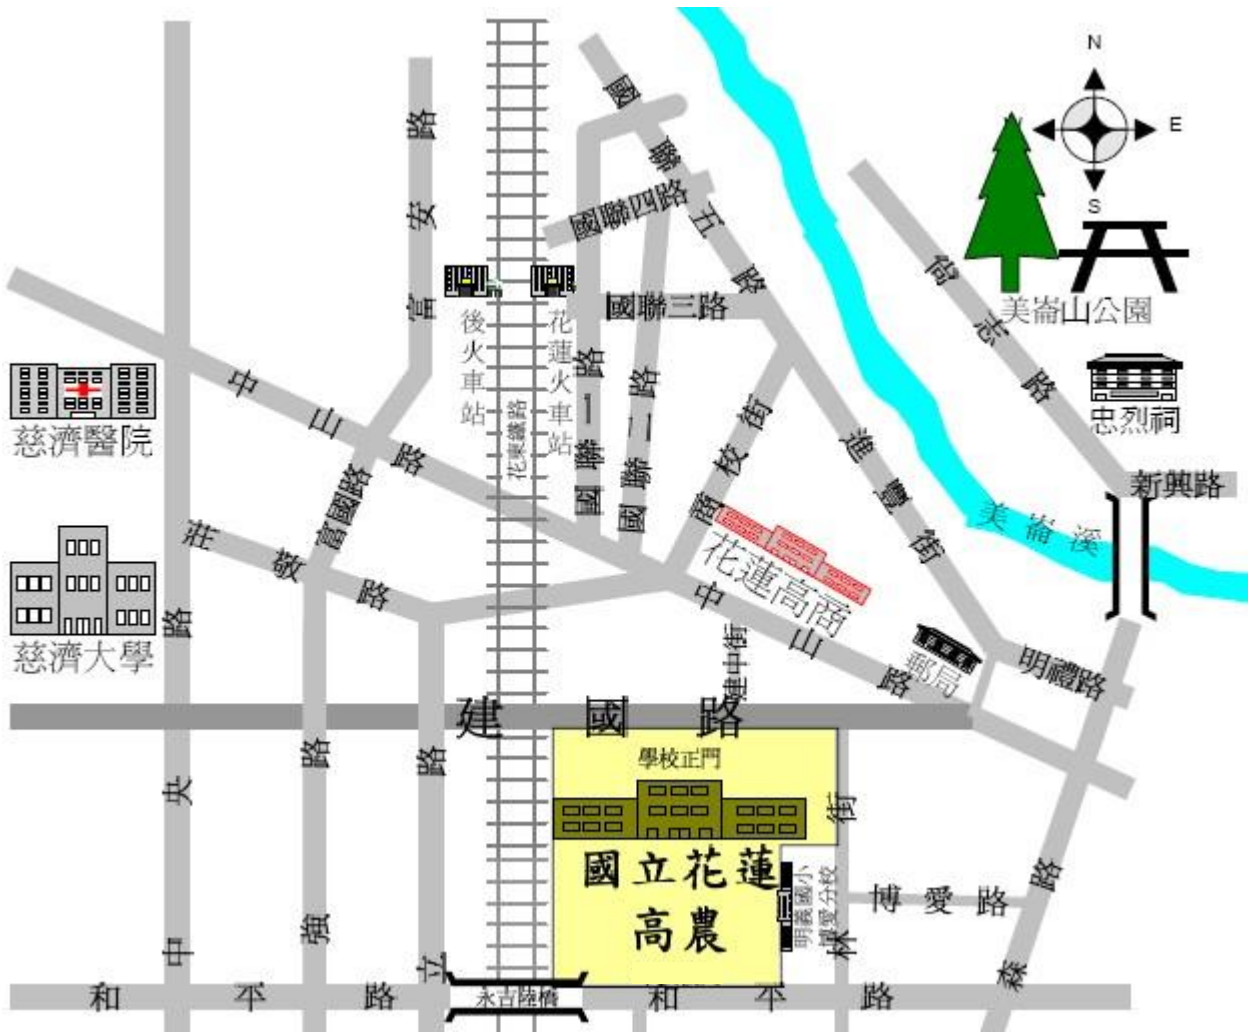 N
E
S
美崙山公園
忠烈祠
新興路
尚志路
美崙溪
國聯五路
國聯四路
國聯三路
國聯一路
國聯二路
富安路
後火車站
花蓮火車站
花東鐵路
中山路
慈濟醫院
富國路
商校街
進豐街
花蓮高商
莊敬路
慈濟大學
中山路
建中街
郵局
明禮路
建國路
學校正門
國立花蓮
高農
明義國小
博愛分校
林街
博愛路
林森路
中央路
強路
立路
和平路
永吉陸橋
和平路